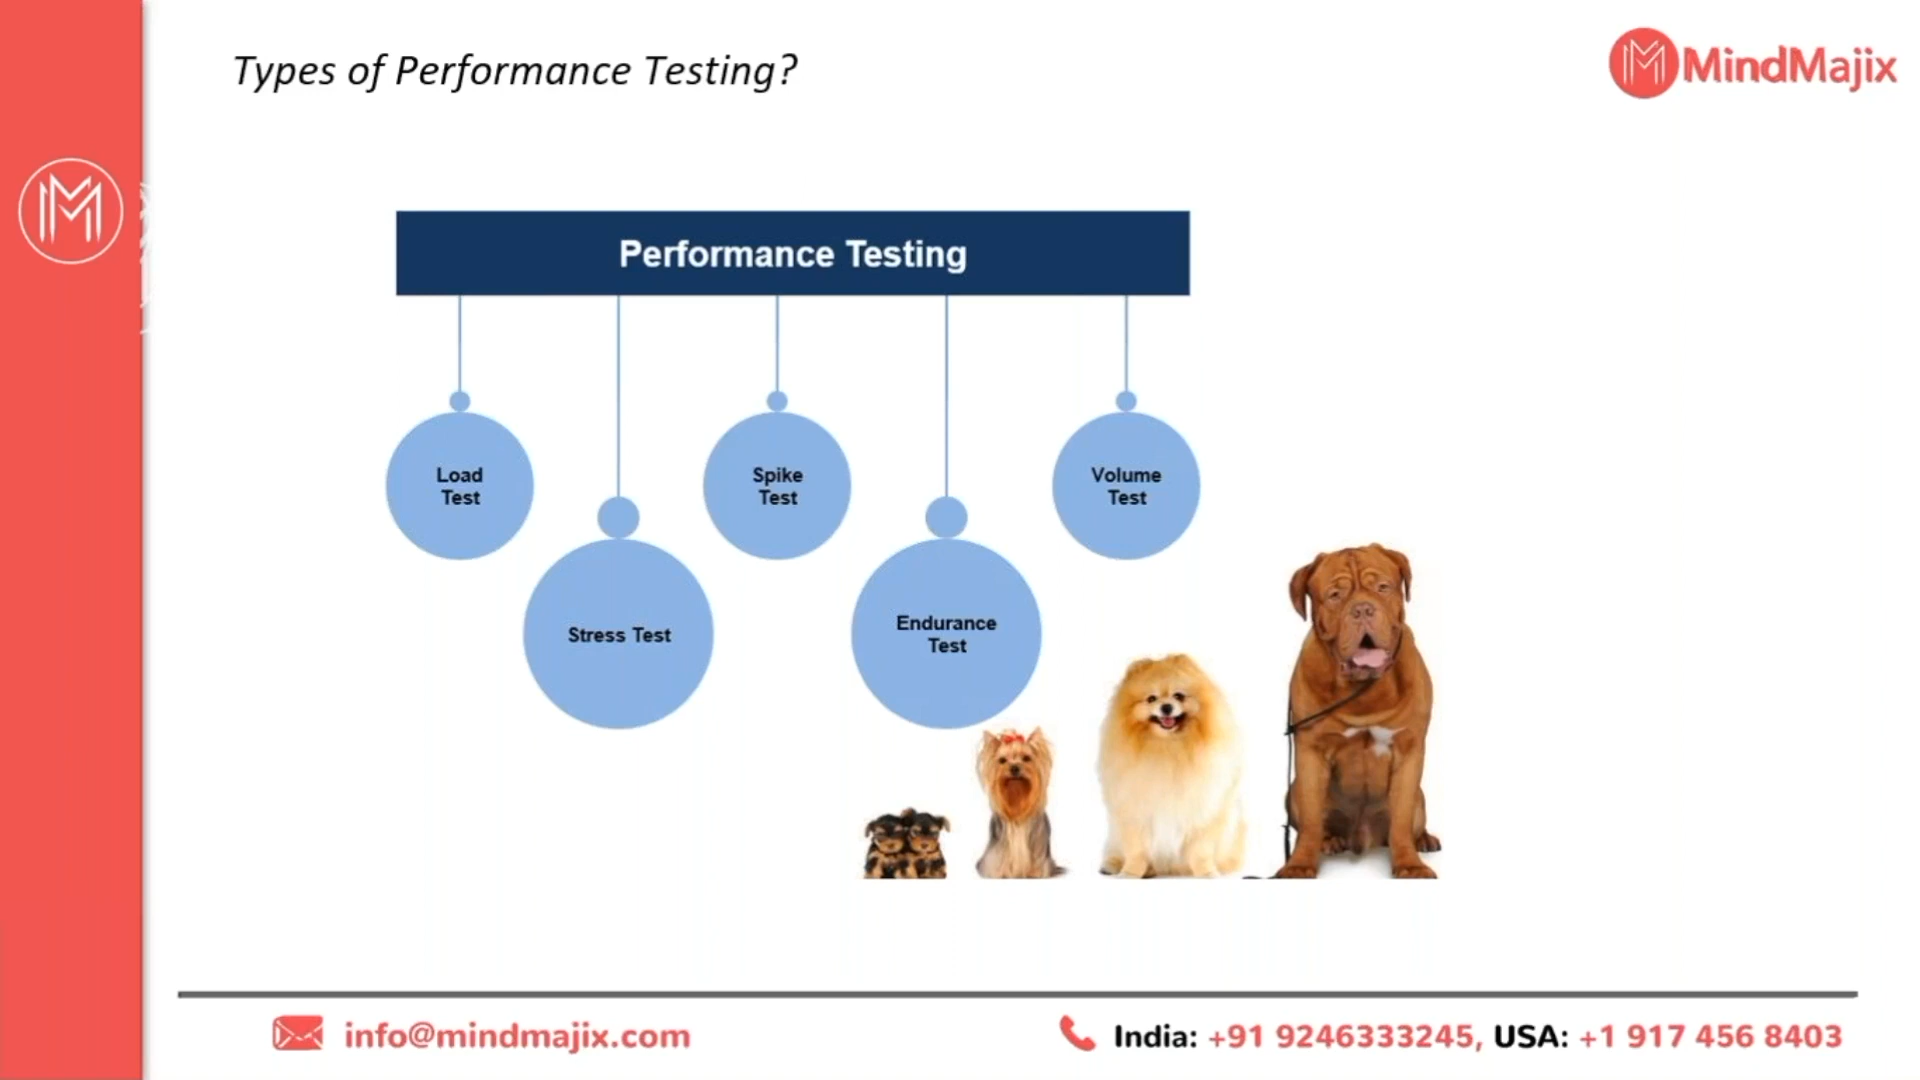 Types of Performance Testing?
MindMajix
Performance Testing
Load
Test
Spike
Test
Volume
Test
Stress Test
Endurance
Test
info@mindmajix.com
India: +91 9246333245, USA: +1 917 456 8403